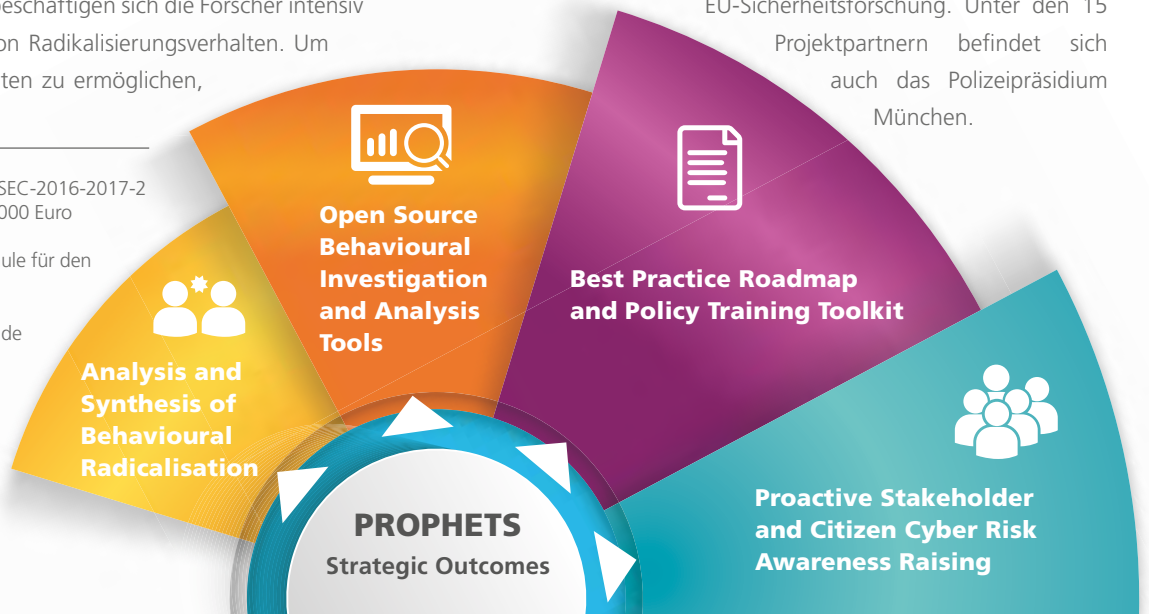 beschäftigen sich die Forscher intensiv
on Radikalisierungsverhalten. Um
ten zu ermöglichen,
SEC-2016-2017-2
000 Euro
ule für den
de
EU-Sicherheitsforschung. Unter den 15
Projektpartnern befindet sich
auch das Polizeipräsidium
München.
Analysis and
Synthesis of
Behavioural
Radicalisation
Open Source
Behavioural
Investigation
and Analysis
Tools
Best Practice Roadmap
and Policy Training Toolkit
Proactive Stakeholder
and Citizen Cyber Risk
Awareness Raising
PROPHETS
Strategic Outcomes